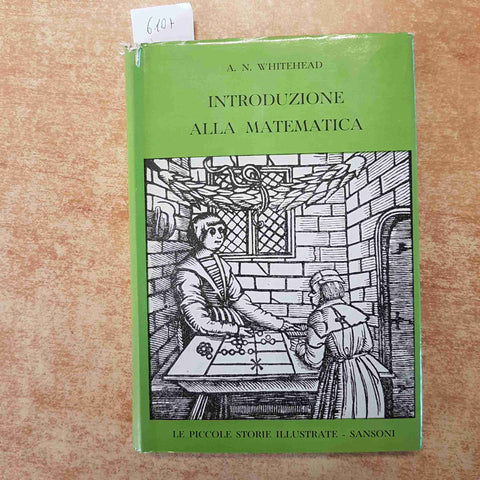 A. N. WHITEHEAD
INTRODUZIONE
ALLA MATEMATICA
LE PICCOLE STORIE ILLUSTRATE - SANSONI